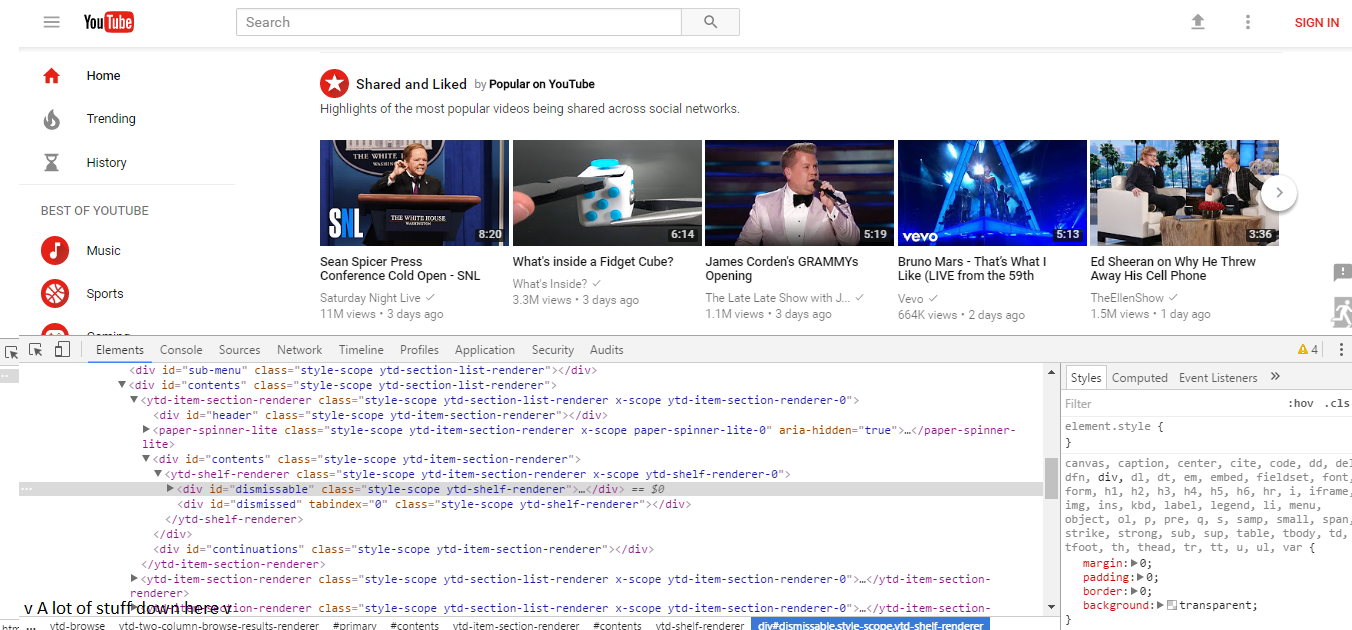 YouTube
Search
SIGN IN
Home
Trending
History
BEST OF YOUTUBE
Music
Sports
Gaming
Shared and Liked by Popular on YouTube
Highlights of the most popular videos being shared across social networks.
THE WHITE HOUSE
WASHINGTON
SNL
8:20
6:14
5:19
vevo
5:13
3:36
Sean Spicer Press
Conference Cold Open - SNL
Saturday Night Live
11M views • 3 days ago
What's inside a Fidget Cube?
What's Inside?
3.3M views • 3 days ago
James Corden's GRAMMYs
Opening
The Late Late Show with J...
1.1M views • 3 days ago
Bruno Mars - That's What I
Like (LIVE from the 59th
Vevo
664K views • 2 days ago
Ed Sheeran on Why He Threw
Away His Cell Phone
TheEllenShow
1.5M views • 1 day ago
Elements Console Sources Network Timeline Profiles Application Security Audits
4
<div id="sub-menu" class="style-scope ytd-section-list-renderer"></div>
<div id="contents" class="style-scope ytd-section-list-renderer">
<ytd-item-section-renderer class="style-scope ytd-section-list-renderer x-scope ytd-item-section-renderer-0">
<div id="header" class="style-scope ytd-item-section-renderer"></div>
<paper-spinner-lite class="style-scope ytd-item-section-renderer x-scope paper-spinner-lite-0" aria-hidden="true">…</paper-spinner-
lite>
<div id="contents" class="style-scope ytd-item-section-renderer">
<ytd-shelf-renderer class="style-scope ytd-item-section-renderer x-scope ytd-shelf-renderer-0">
<div id="dismissable" class="style-scope ytd-shelf-renderer">…</div> == $0
<div id="dismissed" tabindex="0" class="style-scope ytd-shelf-renderer"></div>
</ytd-shelf-renderer>
</div>
<div id="continuations" class="style-scope ytd-item-section-renderer"></div>
</ytd-item-section-renderer>
<ytd-item-section-renderer class="style-scope ytd-section-list-renderer x-scope ytd-item-section-renderer-0">…</ytd-item-section-
renderer>
<ytd-item-section-renderer class="style-scope ytd-section-list-renderer x-scope ytd-item-section-renderer-0">…</ytd-item-section-
v A lot of stuff down here v
htm ... ytd-browse ytd-two-column-browse-results-renderer #primary #contents ytd-item-section-renderer #contents ytd-shelf-renderer div#dismissable.style-scope.ytd-shelf-renderer
Styles Computed Event Listeners »
Filter :hov .cls
element.style {
}
canvas, caption, center, cite, code, dd, del
dfn, div, dl, dt, em, embed, fieldset, font,
form, h1, h2, h3, h4, h5, h6, hr, i, iframe,
img, ins, kbd, label, legend, li, menu,
object, ol, p, pre, q, s, samp, small, span,
strike, strong, sub, sup, table, tbody, td,
tfoot, th, thead, tr, tt, u, ul, var {
margin: 0;
padding: 0;
border: 0;
background: transparent;
}